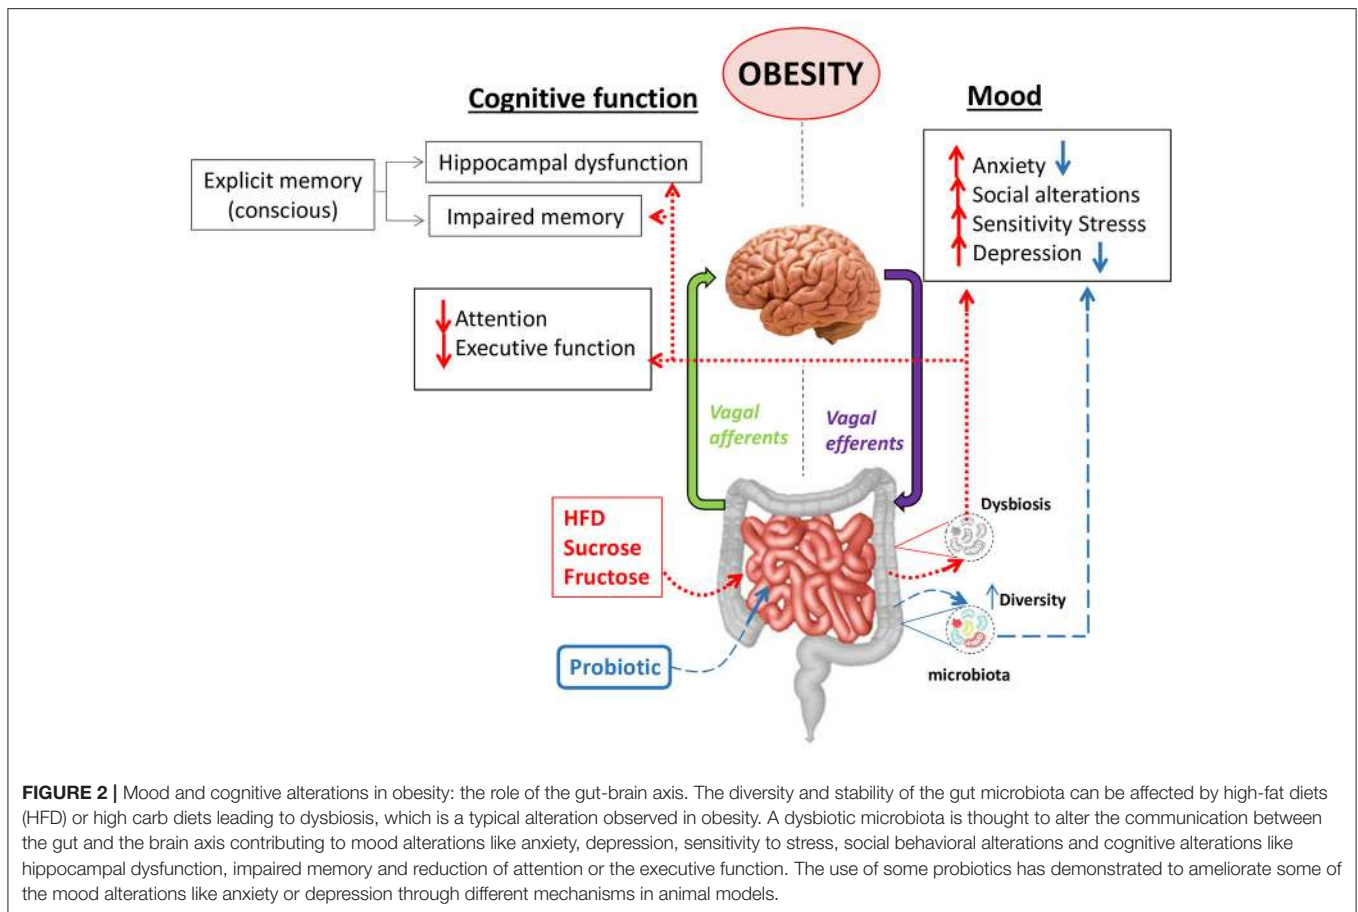 OBESITY
Cognitive function
Mood
Explicit memory
(conscious)
Hippocampal dysfunction
Impaired memory
Attention
Executive function
Anxiety
Social alterations
Sensitivity Stresss
Depression
Vagal
afferents
Vagal
efferents
HFD
Sucrose
Fructose
Probiotic
Dysbiosis
Diversity
microbiota
FIGURE 2 | Mood and cognitive alterations in obesity: the role of the gut-brain axis. The diversity and stability of the gut microbiota can be affected by high-fat diets
(HFD) or high carb diets leading to dysbiosis, which is a typical alteration observed in obesity. A dysbiotic microbiota is thought to alter the communication between
the gut and the brain axis contributing to mood alterations like anxiety, depression, sensitivity to stress, social behavioral alterations and cognitive alterations like
hippocampal dysfunction, impaired memory and reduction of attention or the executive function. The use of some probiotics has demonstrated to ameliorate some of
the mood alterations like anxiety or depression through different mechanisms in animal models.